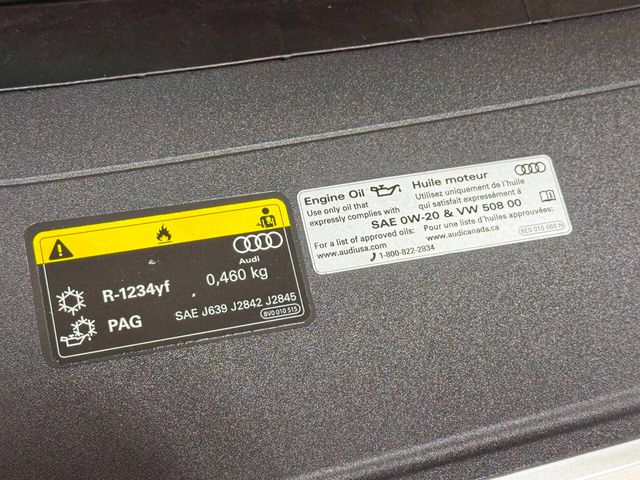 Audi
R-1234yf
0,460 kg
PAG
SAE J639 J2842 J2845
8V0 010 515
Engine Oil
Use only oil that
expressly complies with
Huile moteur
Utilisez uniquement de l'huile
qui satisfait expressément à
SAE 0W-20 & VW 508 00
For a list of approved oils:
www.audiusa.com
1-800-822-2834
Pour une liste d'huiles approuvées:
www.audicanada.ca
8E0 010 560 N